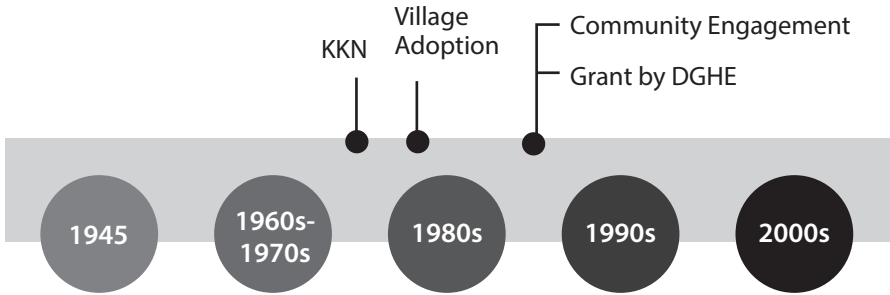 KKN
Village
Adoption
Community Engagement
Grant by DGHE
1945
1960s-
1970s
1980s
1990s
2000s